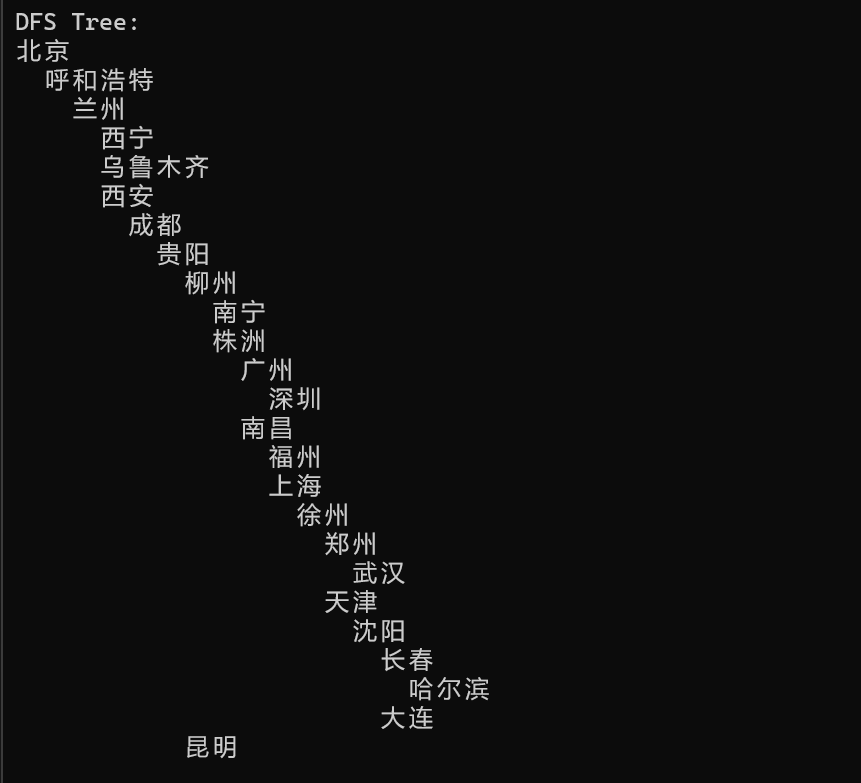 DFS Tree:
北京
呼和浩特
兰州
西宁
乌鲁木齐
西安
成都
贵阳
柳州
南宁
株洲
广州
深圳
南昌
福州
上海
徐州
郑州
武汉
天津
沈阳
长春
哈尔滨
大连
昆明